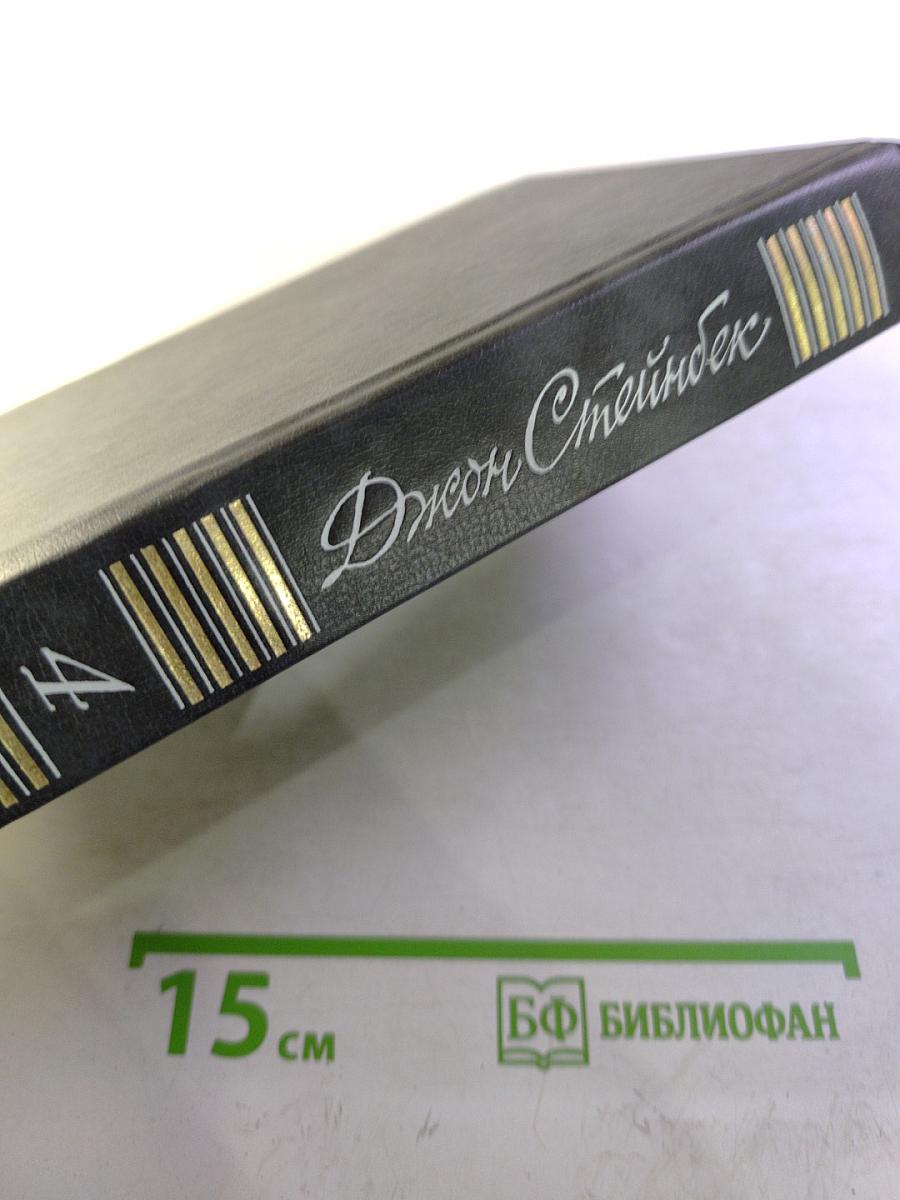 Джон Стейнбек
4
15 см
БФ БИБЛИОФАН